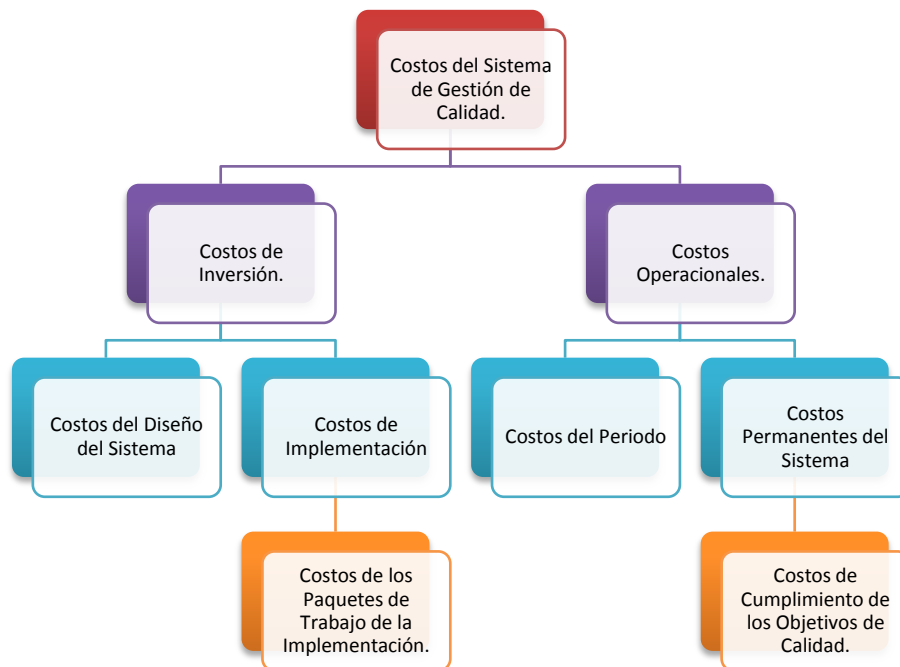 Costos del Sistema
de Gestión de
Calidad.
Costos de
Inversión.
Costos
Operacionales.
Costos del Diseño
del Sistema
Costos de
Implementación
Costos del Periodo
Costos
Permanentes del
Sistema
Costos de los
Paquetes de
Trabajo de la
Implementación.
Costos de
Cumplimiento de
los Objetivos de
Calidad.